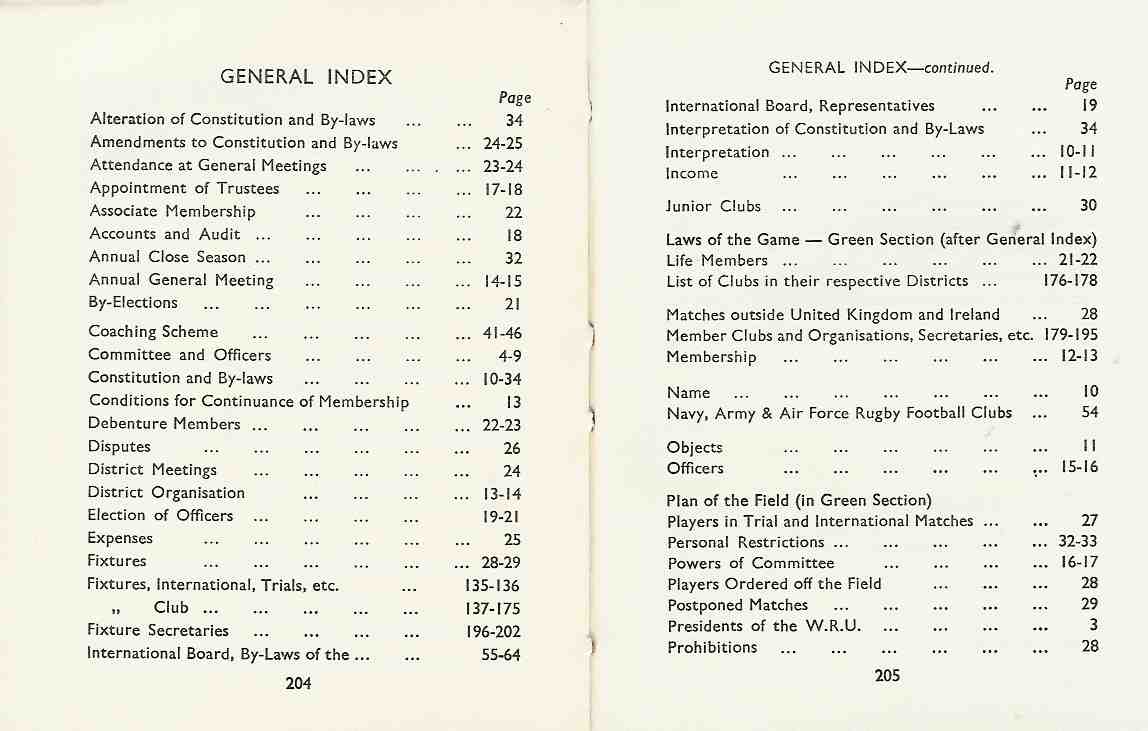 GENERAL INDEX
Page
Alteration of Constitution and By-laws ... ... 34
Amendments to Constitution and By-laws ... 24-25
Attendance at General Meetings ... ... . ... 23-24
Appointment of Trustees ... ... ... ... 17-18
Associate Membership ... ... ... ... 22
Accounts and Audit ... ... ... ... ... 18
Annual Close Season ... ... ... ... ... 32
Annual General Meeting ... ... ... ... 14-15
By-Elections ... ... ... ... ... ... 21
Coaching Scheme ... ... ... ... ... 41-46
Committee and Officers ... ... ... ... 4-9
Constitution and By-laws ... ... ... ... 10-34
Conditions for Continuance of Membership ... 13
Debenture Members ... ... ... ... ... 22-23
Disputes ... ... ... ... ... ... 26
District Meetings ... ... ... ... ... 24
District Organisation ... ... ... ... 13-14
Election of Officers ... ... ... ... 19-21
Expenses ... ... ... ... ... ... 25
Fixtures ... ... ... ... ... ... 28-29
Fixtures, International, Trials, etc. ... 135-136
„ Club ... ... ... ... ... 137-175
Fixture Secretaries ... ... ... ... 196-202
International Board, By-Laws of the ... ... 55-64
204
GENERAL INDEX—continued.
Page
International Board, Representatives ... ... 19
Interpretation of Constitution and By-Laws ... 34
Interpretation ... ... ... ... ... ... 10-11
Income ... ... ... ... ... ... 11-12
Junior Clubs ... ... ... ... ... ... 30
Laws of the Game — Green Section (after General Index)
Life Members ... ... ... ... ... ... 21-22
List of Clubs in their respective Districts ... 176-178
Matches outside United Kingdom and Ireland ... 28
Member Clubs and Organisations, Secretaries, etc. 179-195
Membership ... ... ... ... ... ... 12-13
Name ... ... ... ... ... ... ... 10
Navy, Army & Air Force Rugby Football Clubs ... 54
Objects ... ... ... ... ... ... 11
Officers ... ... ... ... ... ... 15-16
Plan of the Field (in Green Section)
Players in Trial and International Matches ... ... 27
Personal Restrictions ... ... ... ... ... 32-33
Powers of Committee ... ... ... ... 16-17
Players Ordered off the Field ... ... ... 28
Postponed Matches ... ... ... ... ... 29
Presidents of the W.R.U. ... ... ... ... 3
Prohibitions ... ... ... ... ... ... 28
205